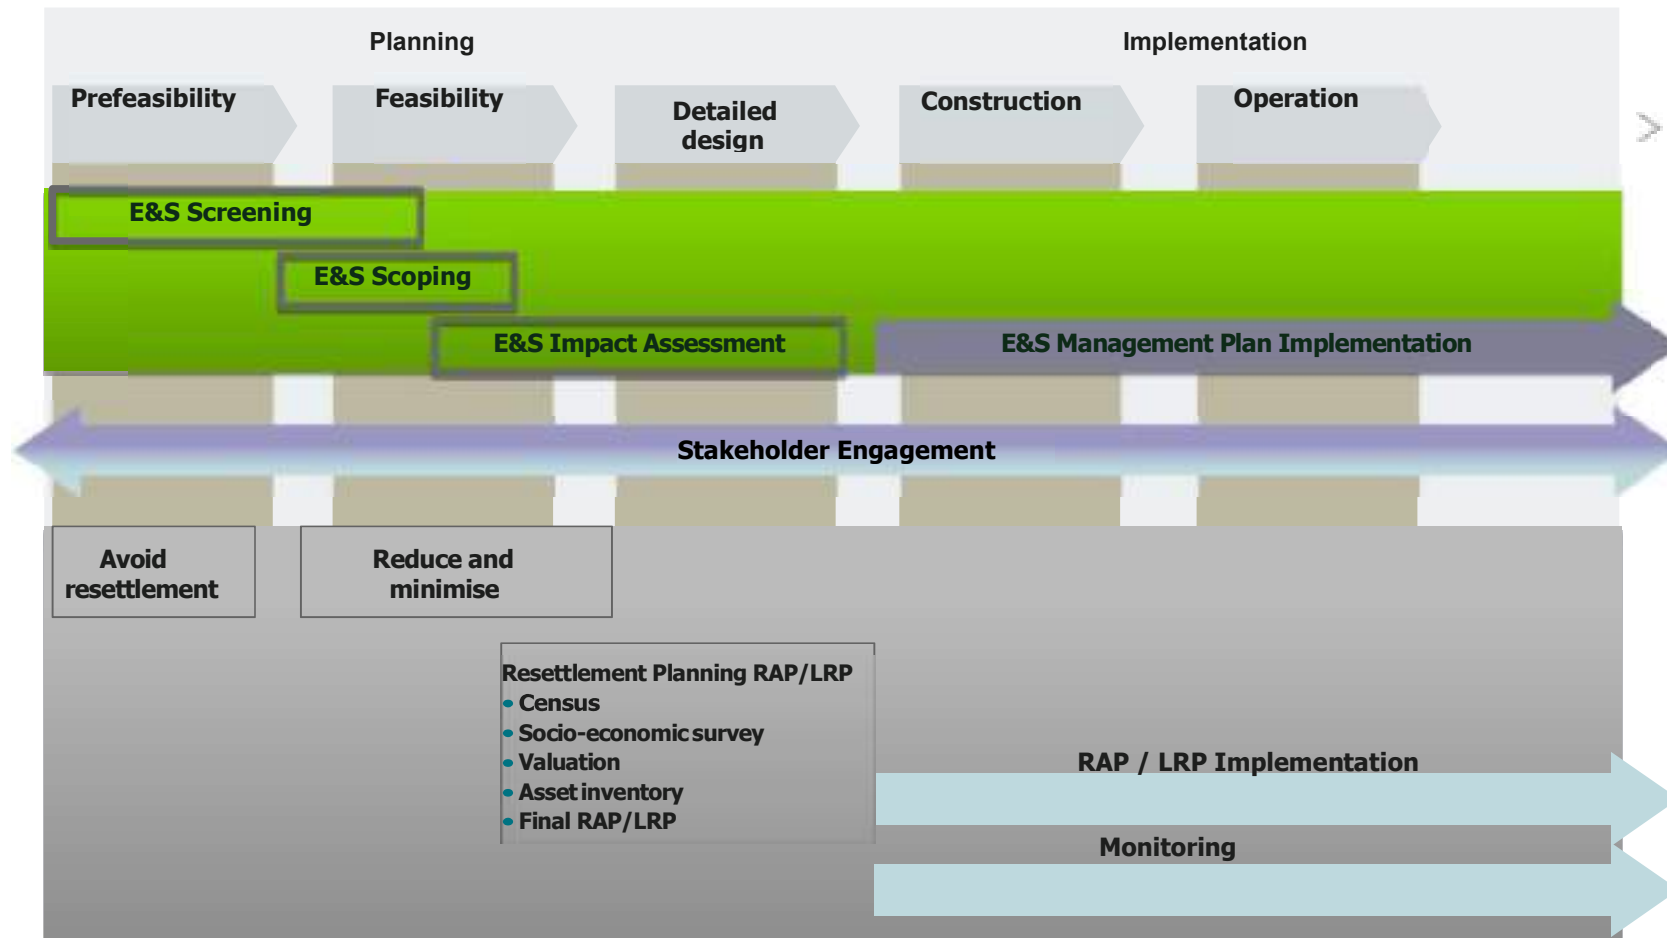 Planning
Implementation
Prefeasibility
Feasibility
Detailed
design
Construction
Operation
E&S Screening
E&S Scoping
E&S Impact Assessment
E&S Management Plan Implementation
Stakeholder Engagement
Avoid
resettlement
Reduce and
minimise
Resettlement Planning RAP/LRP
• Census
• Socio-economic survey
• Valuation
• Asset inventory
• Final RAP/LRP
RAP / LRP Implementation
Monitoring